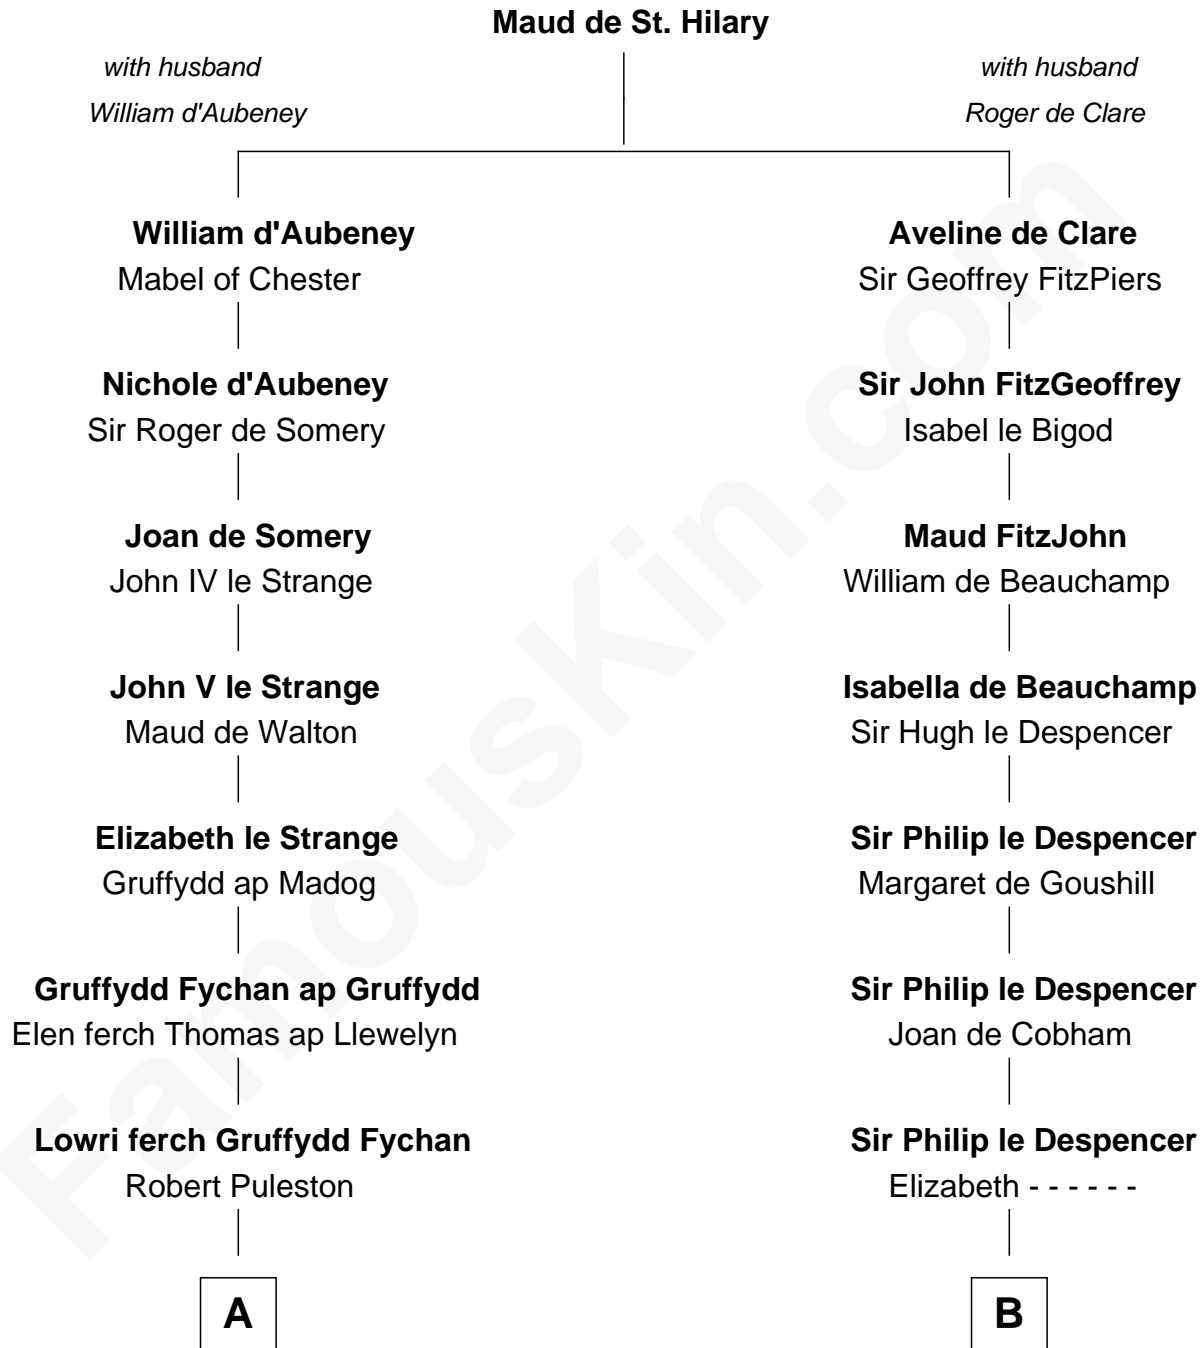 Maud de St. Hilary
with husband
William d'Aubeney
with husband
Roger de Clare
William d'Aubeney
Mabel of Chester
Aveline de Clare
Sir Geoffrey FitzPiers
Nichole d'Aubeney
Sir Roger de Somery
Sir John FitzGeoffrey
Isabel le Bigod
Joan de Somery
John IV le Strange
Maud FitzJohn
William de Beauchamp
John V le Strange
Maud de Walton
Isabella de Beauchamp
Sir Hugh le Despencer
Elizabeth le Strange
Gruffydd ap Madog
Sir Philip le Despencer
Margaret de Goushill
Gruffydd Fychan ap Gruffydd
Elen ferch Thomas ap Llewelyn
Sir Philip le Despencer
Joan de Cobham
Lowri ferch Gruffydd Fychan
Robert Puleston
Sir Philip le Despencer
Elizabeth - - - - - -
A
B
FamousKin.com